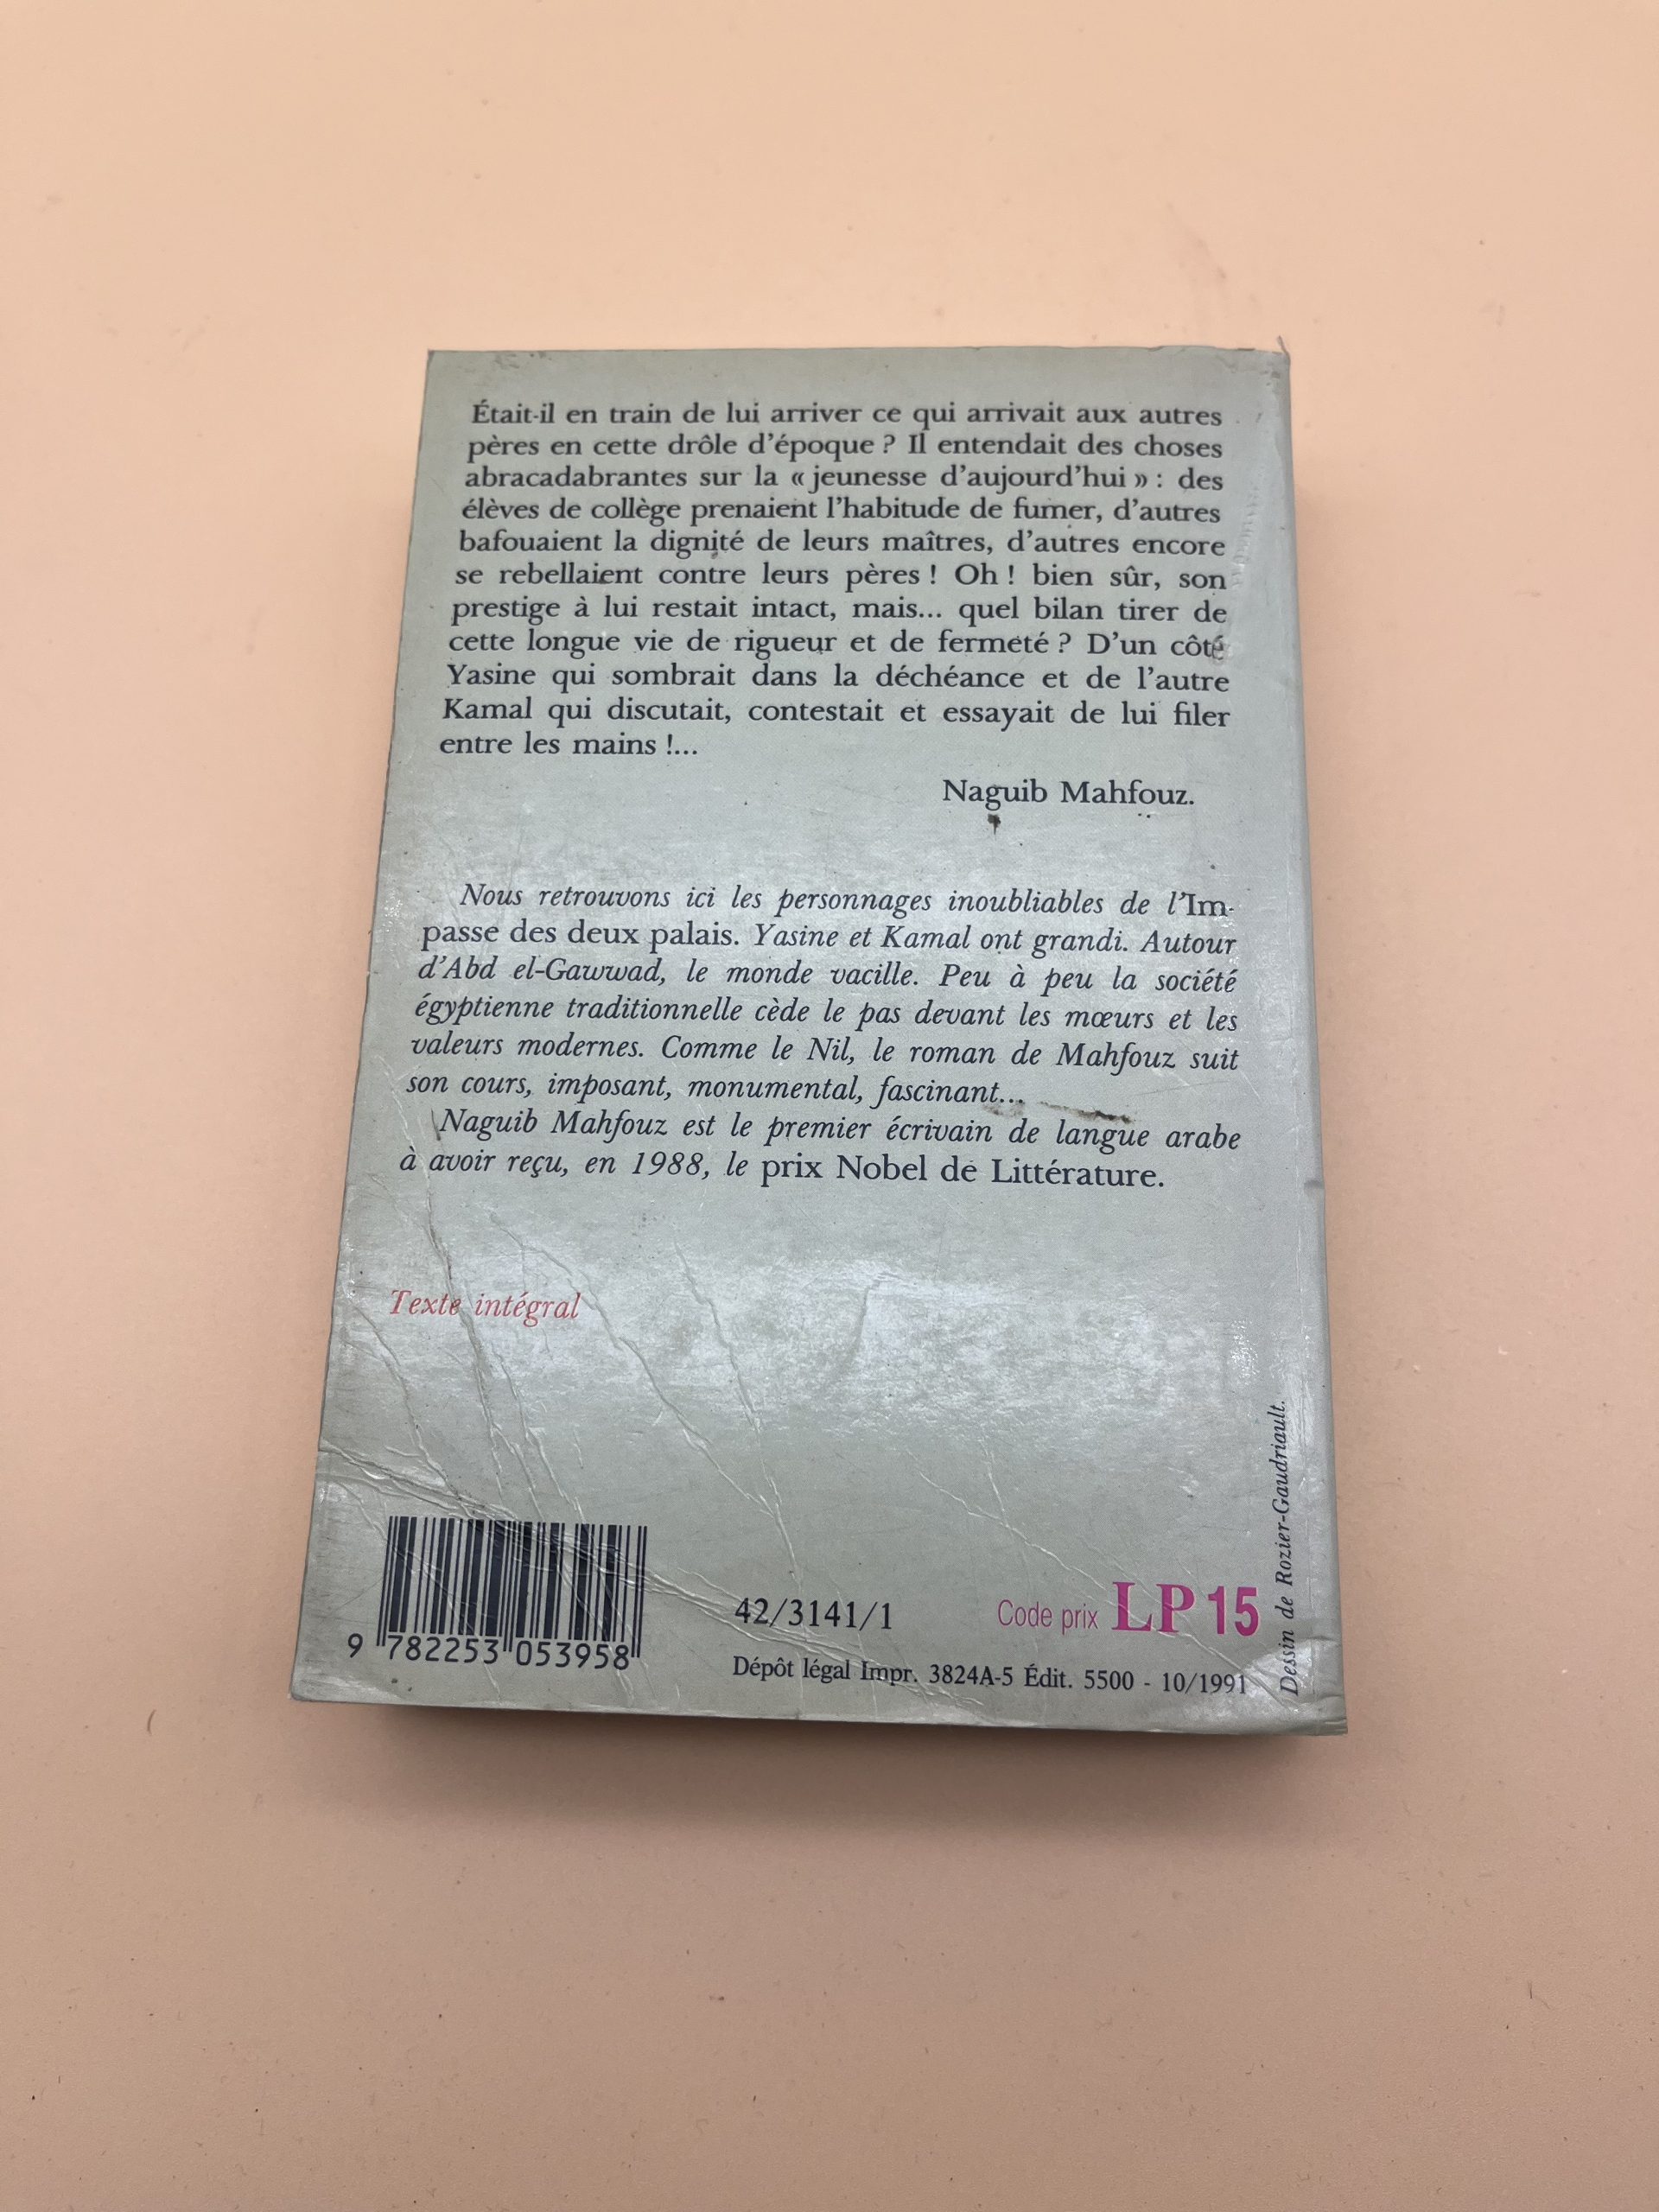 Était-il en train de lui arriver ce qui arrivait aux autres
pères en cette drôle d'époque ? Il entendait des choses
abracadabrantes sur la « jeunesse d'aujourd'hui » : des
élèves de collège prenaient l'habitude de fumer, d'autres
bafouaient la dignité de leurs maîtres, d'autres encore
se rebellaient contre leurs pères ! Oh ! bien sûr, son
prestige à lui restait intact, mais... quel bilan tirer de
cette longue vie de rigueur et de fermeté ? D'un côté
Yasine qui sombrait dans la déchéance et de l'autre
Kamal qui discutait, contestait et essayait de lui filer
entre les mains !...
Naguib Mahfouz.
Nous retrouvons ici les personnages inoubliables de l'Im-
passe des deux palais. Yasine et Kamal ont grandi. Autour
d'Abd el-Gawwad, le monde vacille. Peu à peu la société
égyptienne traditionnelle cède le pas devant les mœurs et les
valeurs modernes. Comme le Nil, le roman de Mahfouz suit
son cours, imposant, monumental, fascinant...
Naguib Mahfouz est le premier écrivain de langue arabe
à avoir reçu, en 1988, le prix Nobel de Littérature.
Texte intégral
9 782253 053958
42/3141/1
Code prix LP 15
Dépôt légal Impr. 3824A-5 Édit. 5500 - 10/1991
Dessin de Rozier-Gaudriault.